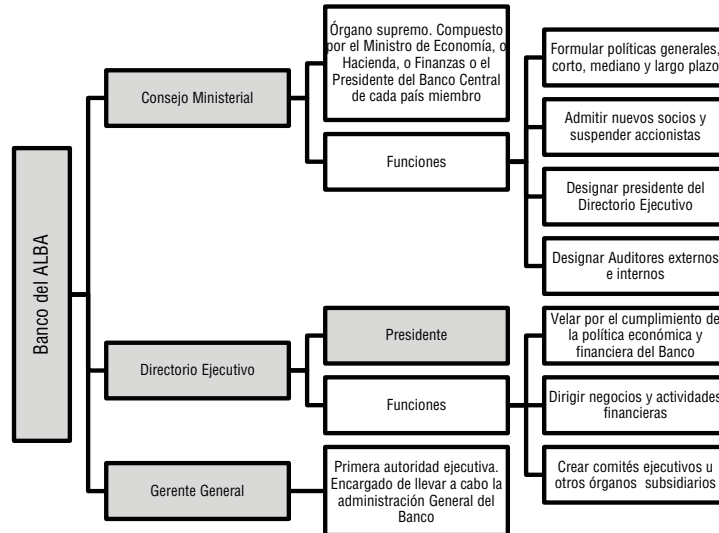 Banco del ALBA
Consejo Ministerial
Órgano supremo. Compuesto
por el Ministro de Economía, o
Hacienda, o Finanzas o el
Presidente del Banco Central
de cada país miembro
Funciones
Formular políticas generales,
corto, mediano y largo plazo
Admitir nuevos socios y
suspender accionistas
Designar presidente del
Directorio Ejecutivo
Designar Auditores externos
e internos
Directorio Ejecutivo
Presidente
Funciones
Velar por el cumplimiento de
la política económica y
financiera del Banco
Dirigir negocios y actividades
financieras
Crear comités ejecutivos u
otros órganos subsidiarios
Gerente General
Primera autoridad ejecutiva.
Encargado de llevar a cabo la
administración General del
Banco